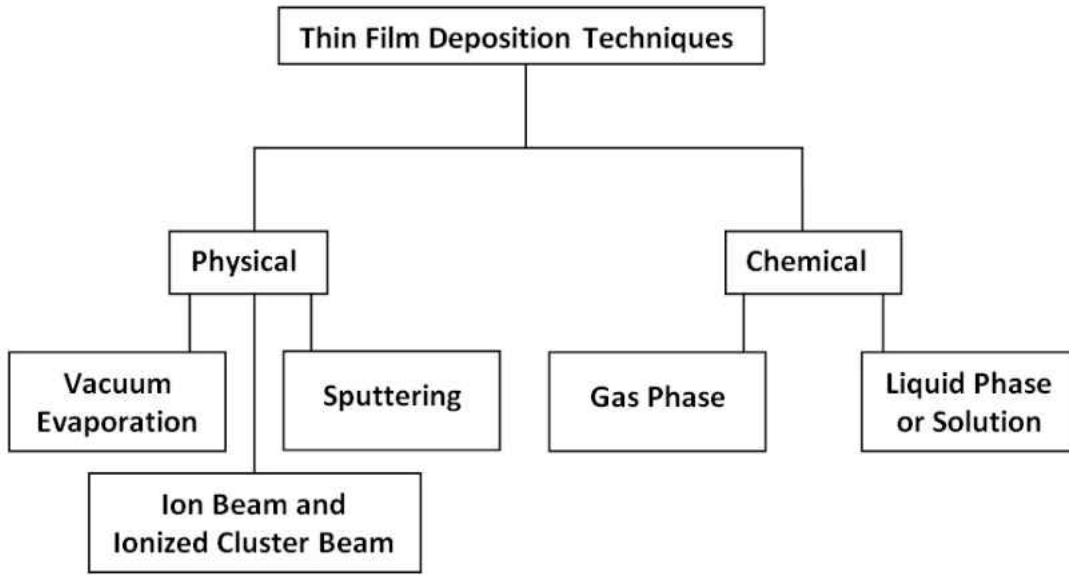 Thin Film Deposition Techniques
Physical
Chemical
Vacuum
Evaporation
Sputtering
Gas Phase
Liquid Phase
or Solution
Ion Beam and
Ionized Cluster Beam